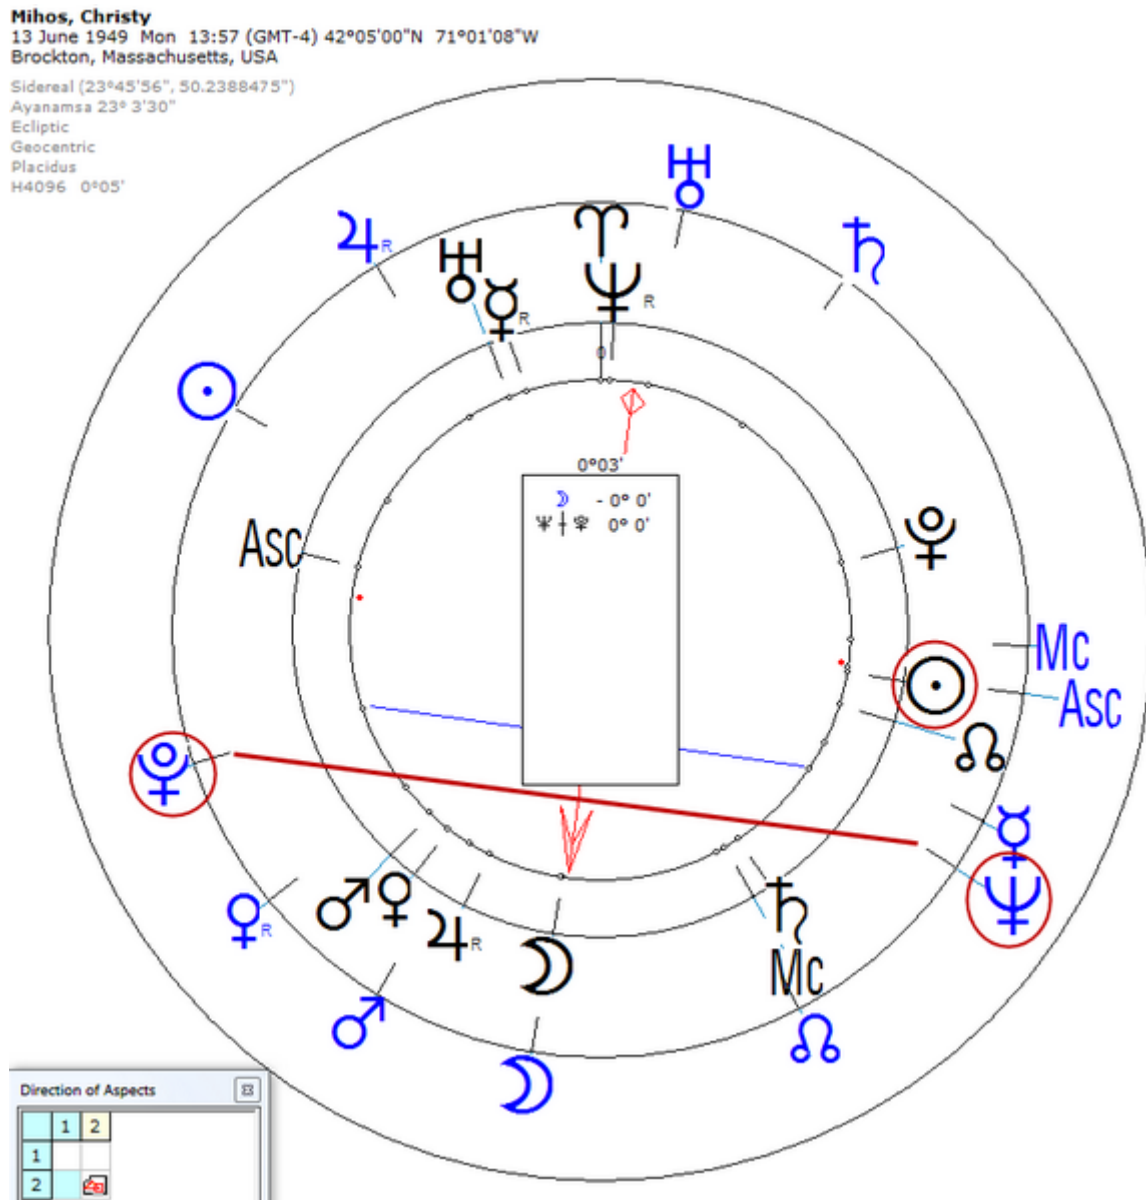 Mihos, Christy
13 June 1949 Mon 13:57 (GMT-4) 42°05'00"N 71°01'08"W
Brockton, Massachusetts, USA
Sidereal (23°45'56", 50.2388475")
Ayanamsa 23° 3'30"
Ecliptic
Geocentric
Placidus
H4096 0°05'
♅
♃R
♄
♈
♅
☿R
♆R
0
☉
0°03'
☽ - 0° 0'
♆ ┼ ♇ 0° 0'
♇
Asc
Mc
☉
Asc
☊
♇
☿
♆
♂
♀
♀R
♃R
☽
♄
Mc
♂
☊
☽
Direction of Aspects
1 2
1
2